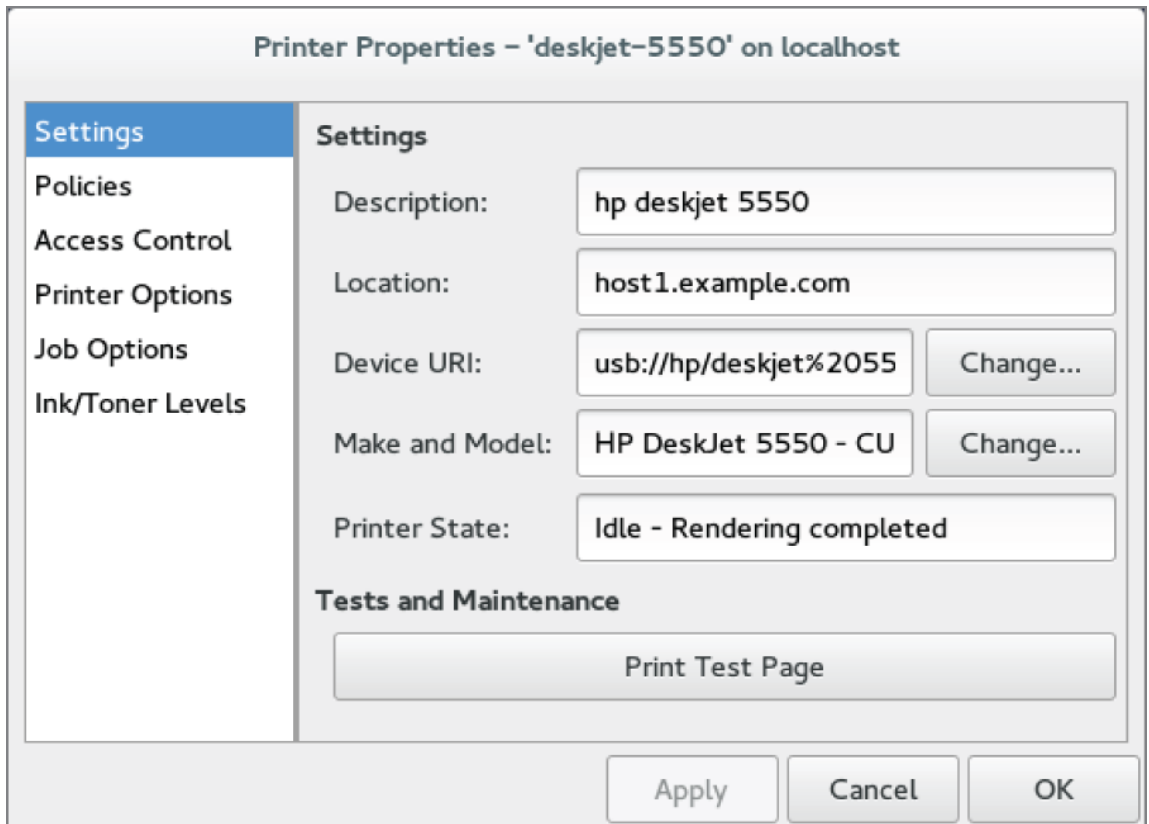 Printer Properties – 'deskjet-5550' on localhost
Settings
Policies
Access Control
Printer Options
Job Options
Ink/Toner Levels
Settings
Description: hp deskjet 5550
Location: host1.example.com
Device URI: usb://hp/deskjet%2055 Change...
Make and Model: HP DeskJet 5550 - CU Change...
Printer State: Idle - Rendering completed
Tests and Maintenance
Print Test Page
Apply Cancel OK